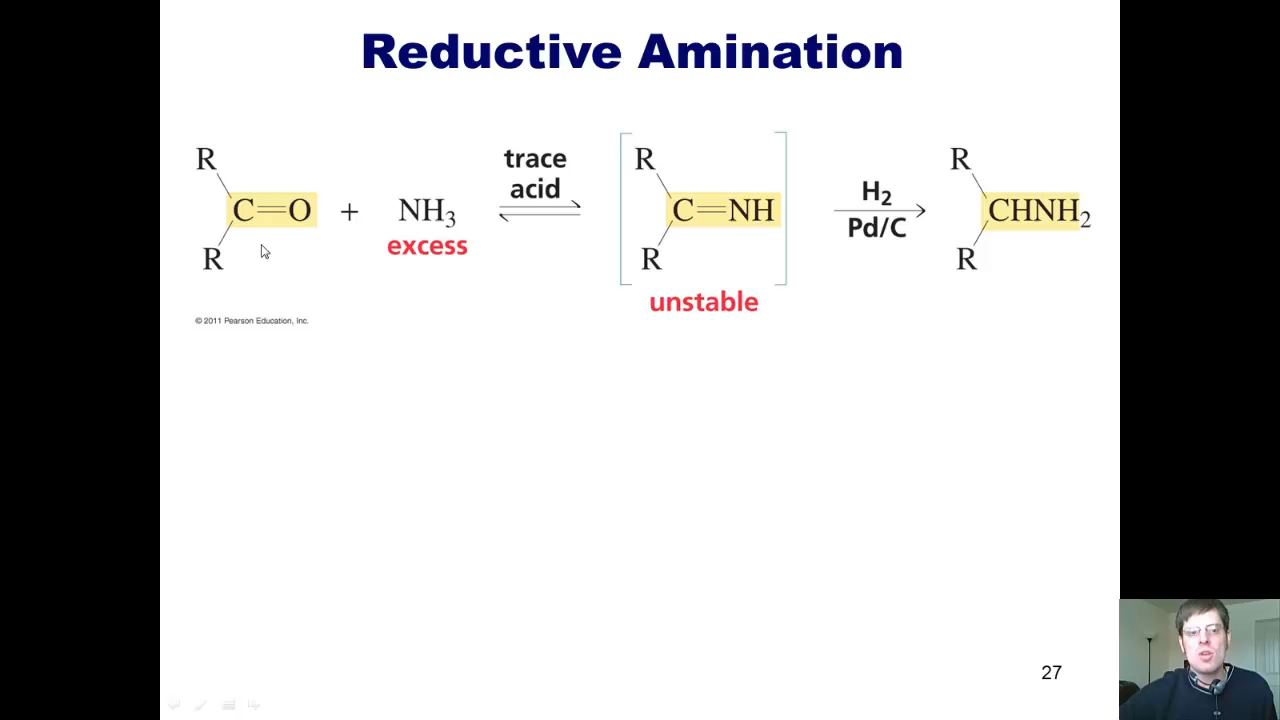 Reductive Amination
R
R
C=O + NH3
excess
trace
acid
R
R
C=NH
unstable
H2
Pd/C
R
R
CHNH2
© 2011 Pearson Education, Inc.
27